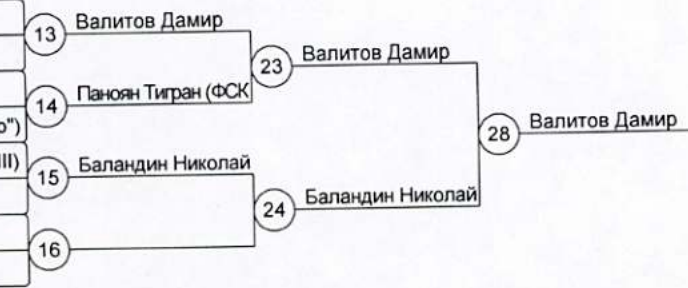 13 Валитов Дамир
23 Валитов Дамир
14 Паноян Тигран (ФСК
о")
28 Валитов Дамир
III)
15 Баландин Николай
24 Баландин Николай
16